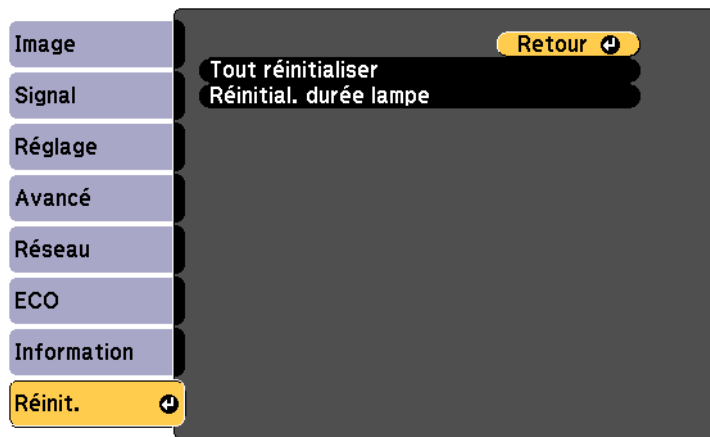 Image
Signal
Réglage
Avancé
Réseau
ECO
Information
Réinit.
Retour
Tout réinitialiser
Réinitial. durée lampe